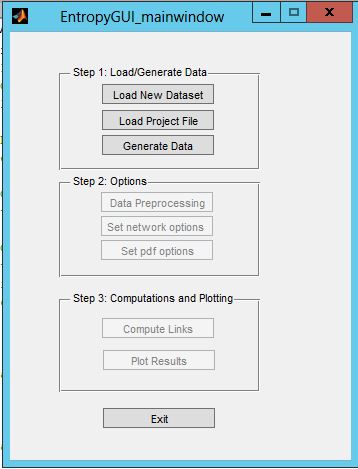 EntropyGUI_mainwindow
Step 1: Load/Generate Data
Load New Dataset
Load Project File
Generate Data
Step 2: Options
Data Preprocessing
Set network options
Set pdf options
Step 3: Computations and Plotting
Compute Links
Plot Results
Exit